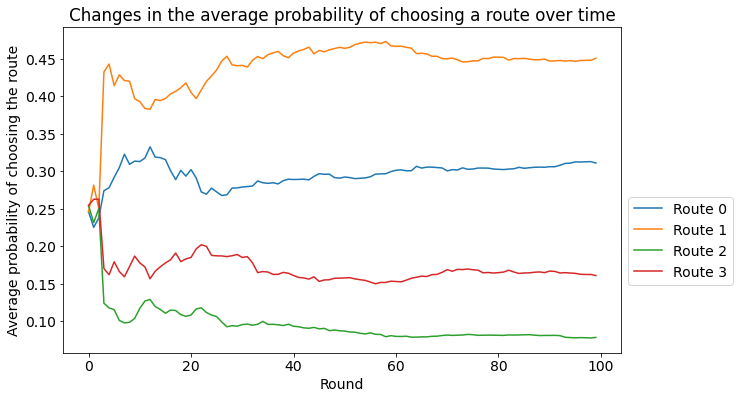 Changes in the average probability of choosing a route over time
Average probability of choosing the route
0.45
0.40
0.35
0.30
0.25
0.20
0.15
0.10
0 20 40 60 80 100
Round
Route 0
Route 1
Route 2
Route 3